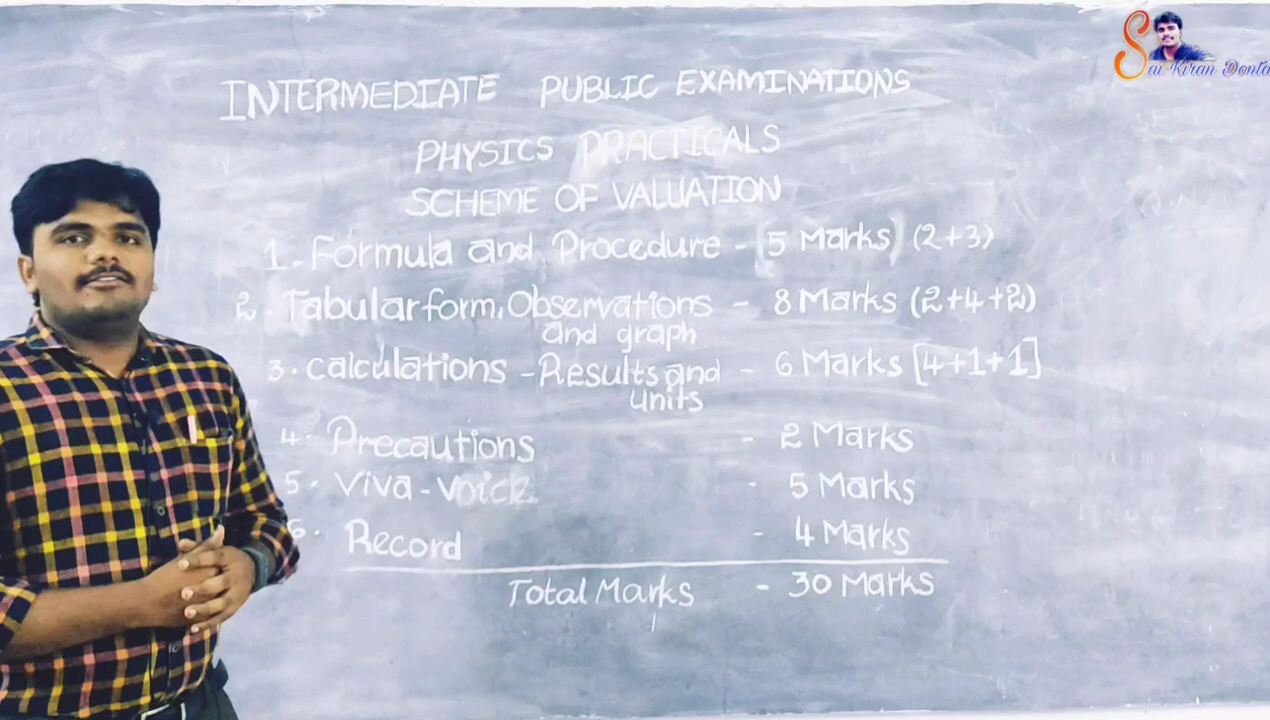 Sai Kiran Donta
INTERMEDIATE PUBLIC EXAMINATIONS
PHYSICS PRACTICALS
SCHEME OF VALUATION
1. Formula and Procedure - [5 Marks] (2+3)
2. Tabularform, Observations - 8 Marks (2+4+2)
and graph
3. calculations - Results and - 6 Marks [4+1+1]
units
4. Precautions - 2 Marks
5. Viva - voice - 5 Marks
6. Record - 4 Marks
Total Marks - 30 Marks